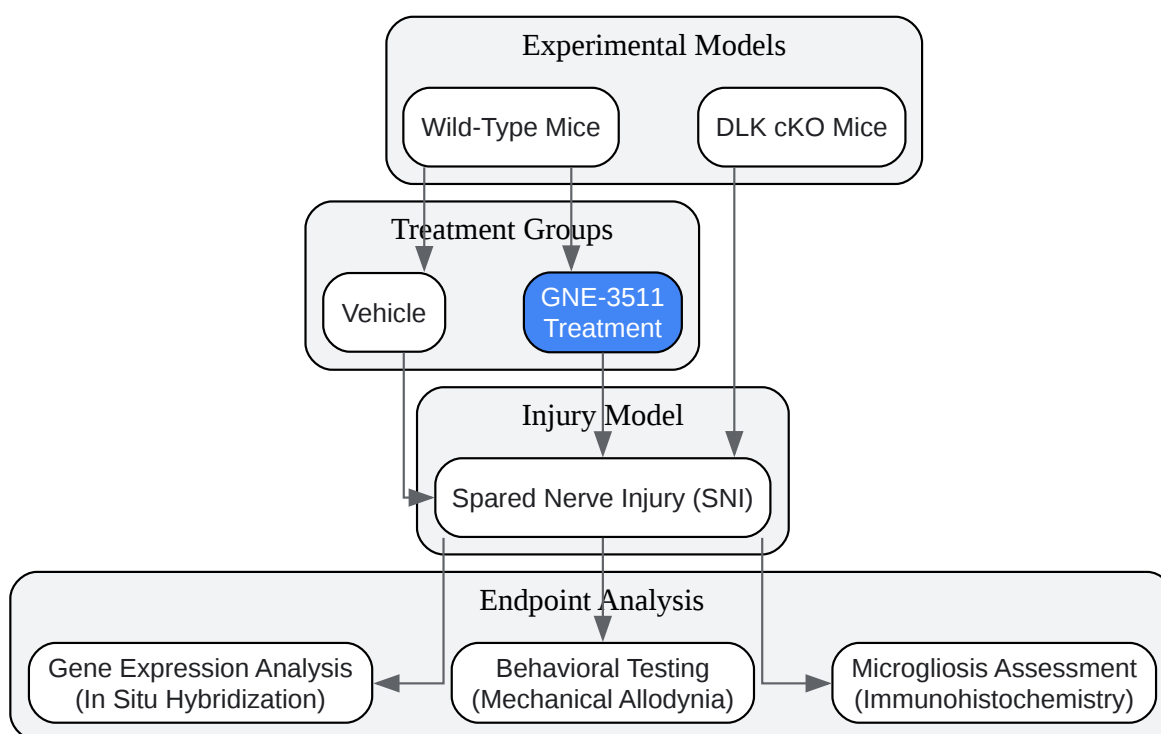 Experimental Models
Wild-Type Mice
DLK cKO Mice
Treatment Groups
Vehicle
GNE-3511
Treatment
Injury Model
Spared Nerve Injury (SNI)
Endpoint Analysis
Gene Expression Analysis
(In Situ Hybridization)
Behavioral Testing
(Mechanical Allodynia)
Microgliosis Assessment
(Immunohistochemistry)